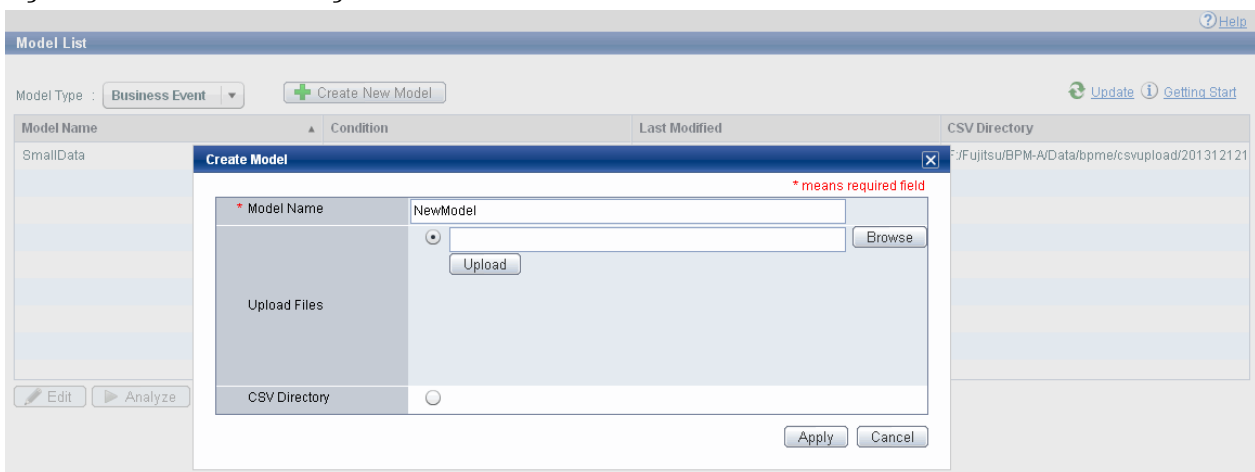 Help
Model List
Model Type : Business Event Create New Model Update Getting Start
Model Name Condition Last Modified CSV Directory
SmallData F:/Fujitsu/BPM-A/Data/bpme/csvupload/201312121
Create Model
* means required field
* Model Name NewModel
Browse
Upload
Upload Files
CSV Directory
Edit Analyze
Apply Cancel